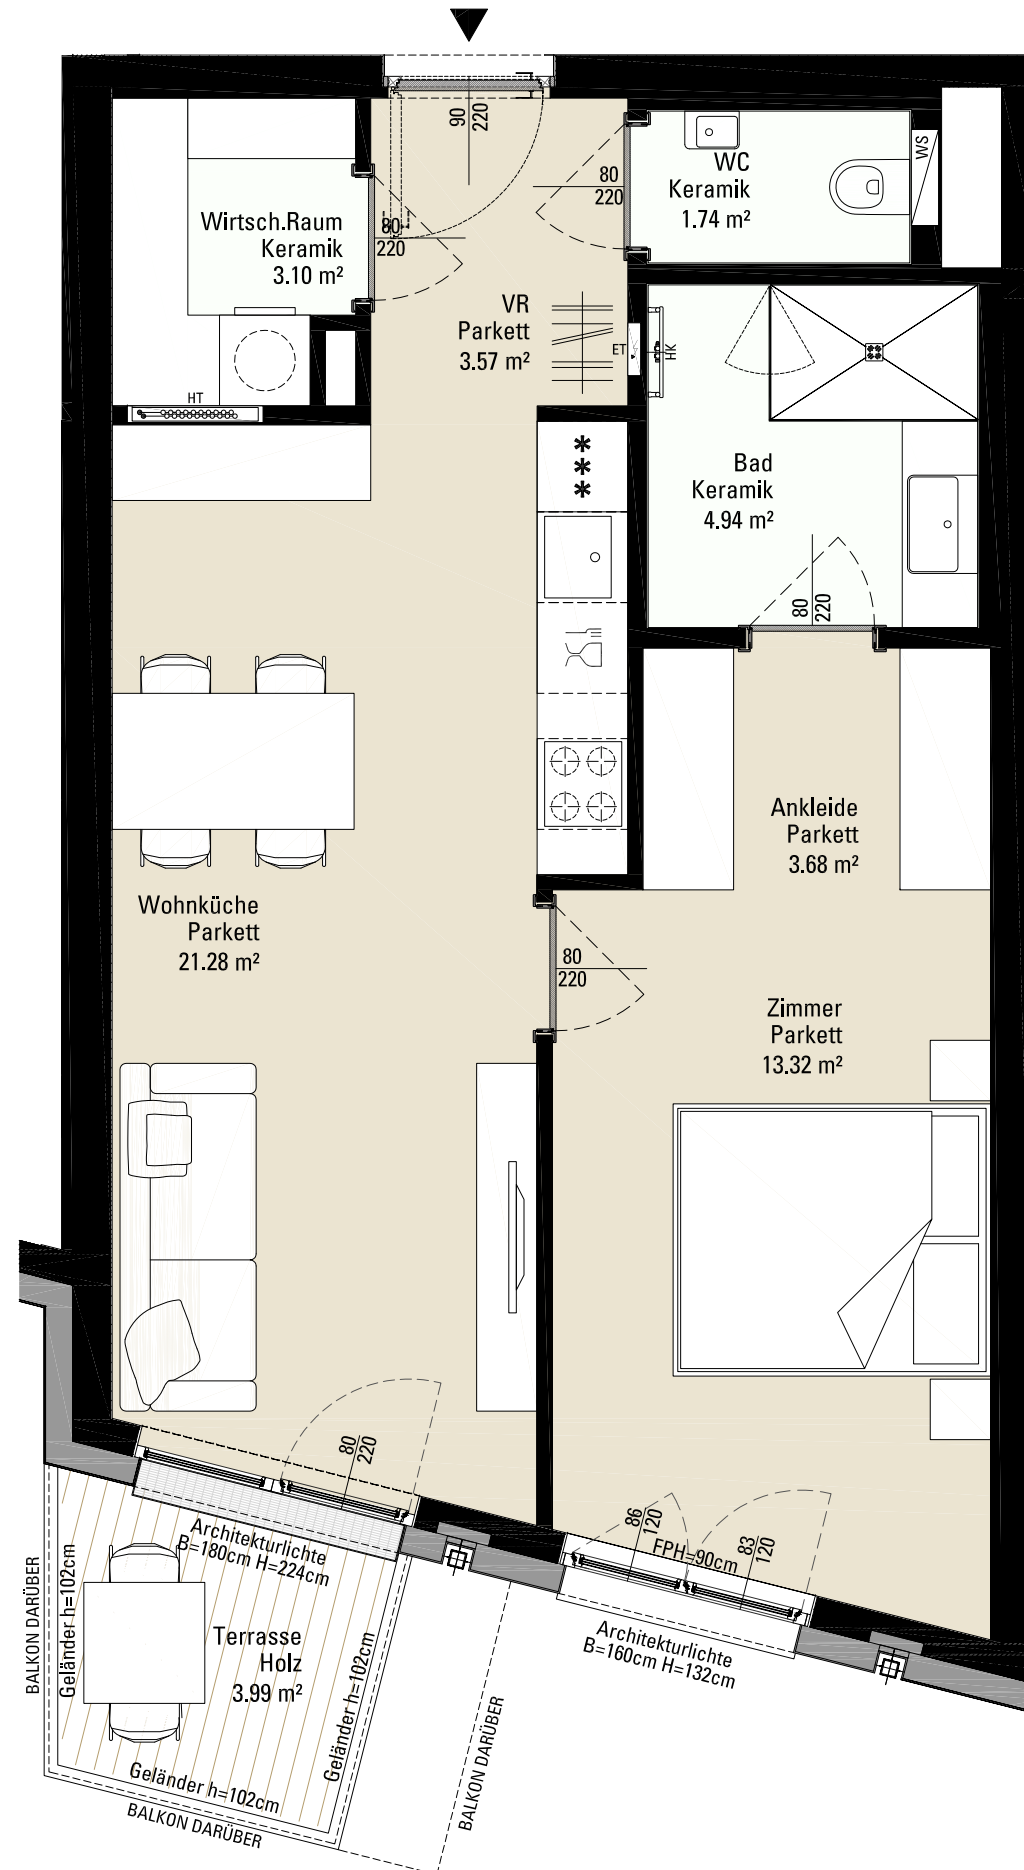 90
220
WS
WC
Keramik
1.74 m²
80
220
Wirtsch.Raum
Keramik
3.10 m²
80
220
VR
Parkett
3.57 m²
ET
HK
HT
Bad
Keramik
4.94 m²
80
220
Ankleide
Parkett
3.68 m²
Wohnküche
Parkett
21.28 m²
80
220
Zimmer
Parkett
13.32 m²
80
220
86
120
FPH=90cm
83
120
Architekturlichte
B=180cm H=224cm
Architekturlichte
B=160cm H=132cm
BALKON DARÜBER
Geländer h=102cm
Terrasse
Holz
3.99 m²
Geländer h=102cm
BALKON DARÜBER
Geländer h=102cm
BALKON DARÜBER